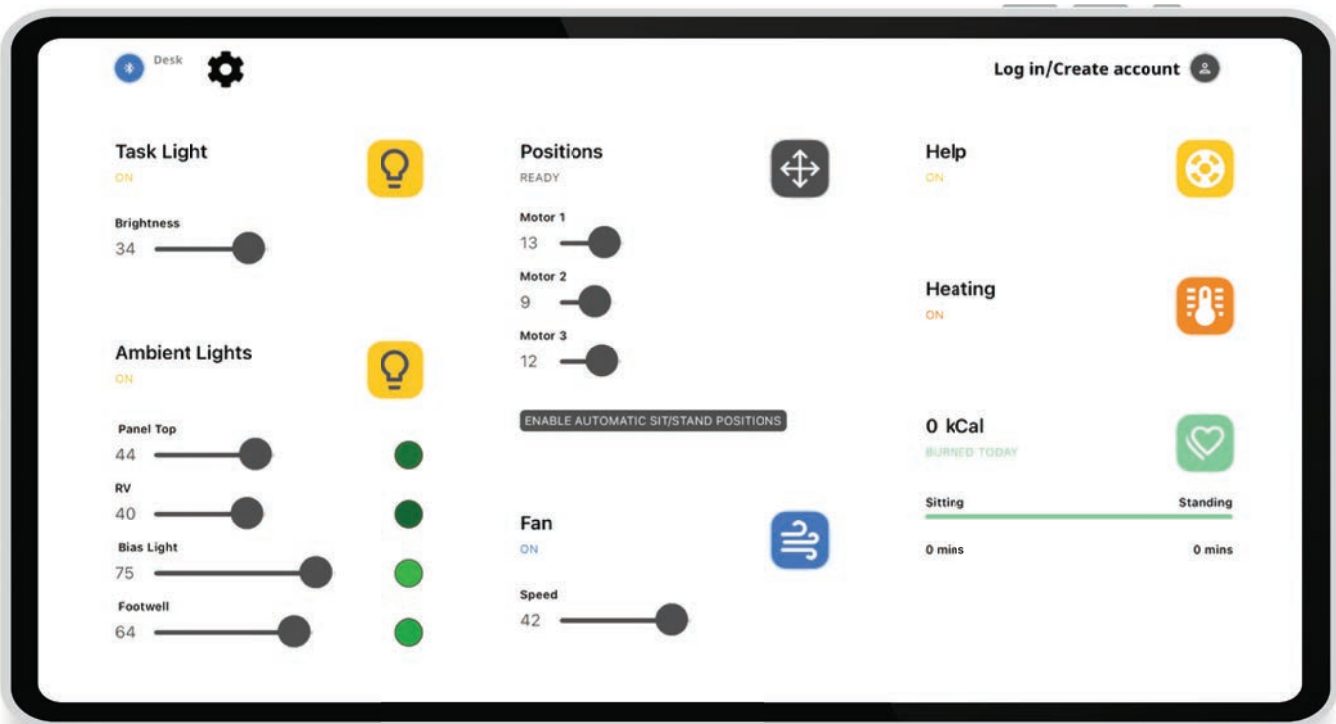 Desk
Log in/Create account
Task Light
ON
Brightness
34
Ambient Lights
ON
Panel Top
44
RV
40
Bias Light
75
Footwell
64
Positions
READY
Motor 1
13
Motor 2
9
Motor 3
12
ENABLE AUTOMATIC SIT/STAND POSITIONS
Fan
ON
Speed
42
Help
ON
Heating
ON
0 kCal
BURNED TODAY
Sitting Standing
0 mins 0 mins